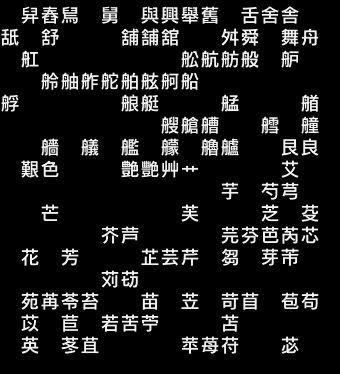 舁舂舄 舅 與興舉舊 舌舍舎
舐 舒 舖舗舘 舛舜 舞舟
舡 舩航舫般 舮
舲舳舴舵舶舷舸船
艀 艆艇 艋 艏
艘艙艚 艝 艟
艢 艤 艦 艨 艪艫 艮良
艱色 艶艷艸艹 艾
芋 芍芎
芒 芙 芝 芟
芥芦 芫芬芭芮芯
花 芳 芷芸芹 芻 芽芾
苅苆
苑苒苓苔 苗 苙 苛苜 苞苟
苡 苣 若苦苧 苫
英 苳苴 苹苺苻 苾